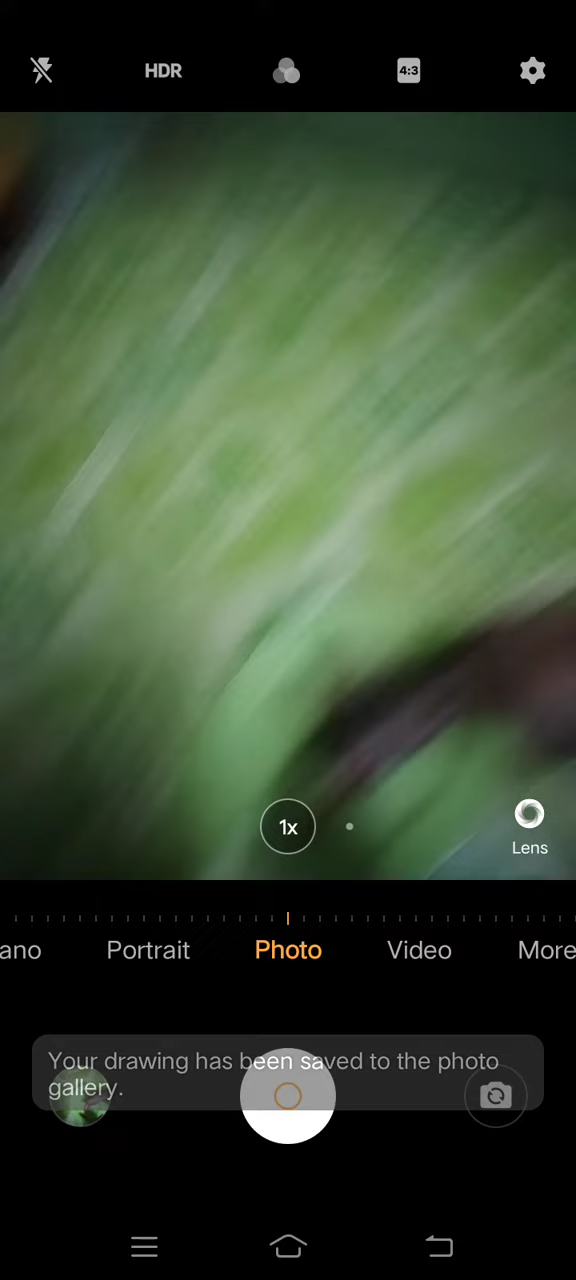 HDR
4:3
1x
Lens
ano
Portrait
Photo
Video
More
Your drawing has been saved to the photo
gallery.